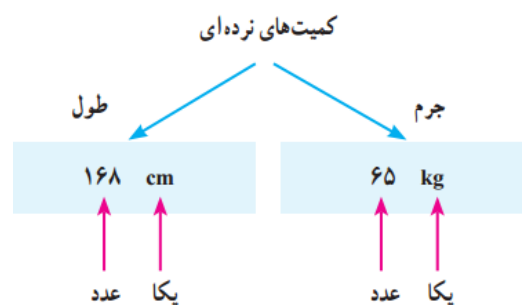 کمیت‌های نرده‌ای
جرم
طول
۶۵ kg
۱۶۸ cm
یکا
عدد
یکا
عدد